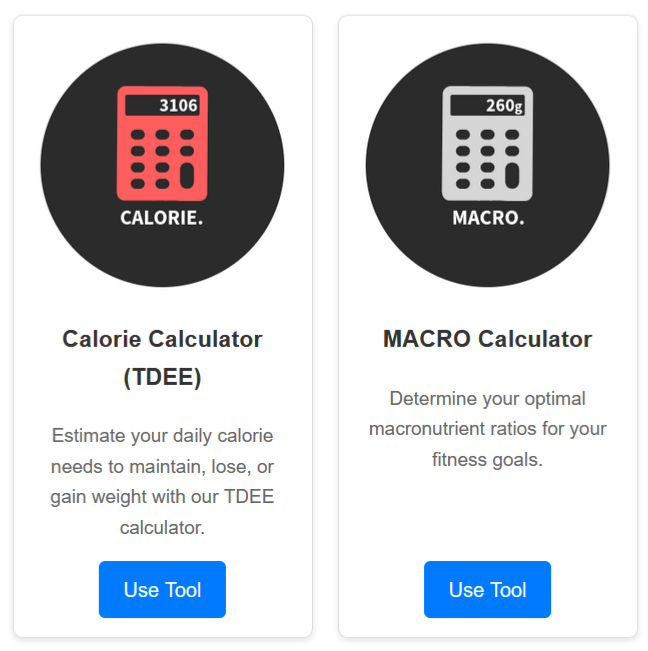 3106
CALORIE.
Calorie Calculator
(TDEE)
Estimate your daily calorie
needs to maintain, lose, or
gain weight with our TDEE
calculator.
Use Tool
260g
MACRO.
MACRO Calculator
Determine your optimal
macronutrient ratios for your
fitness goals.
Use Tool